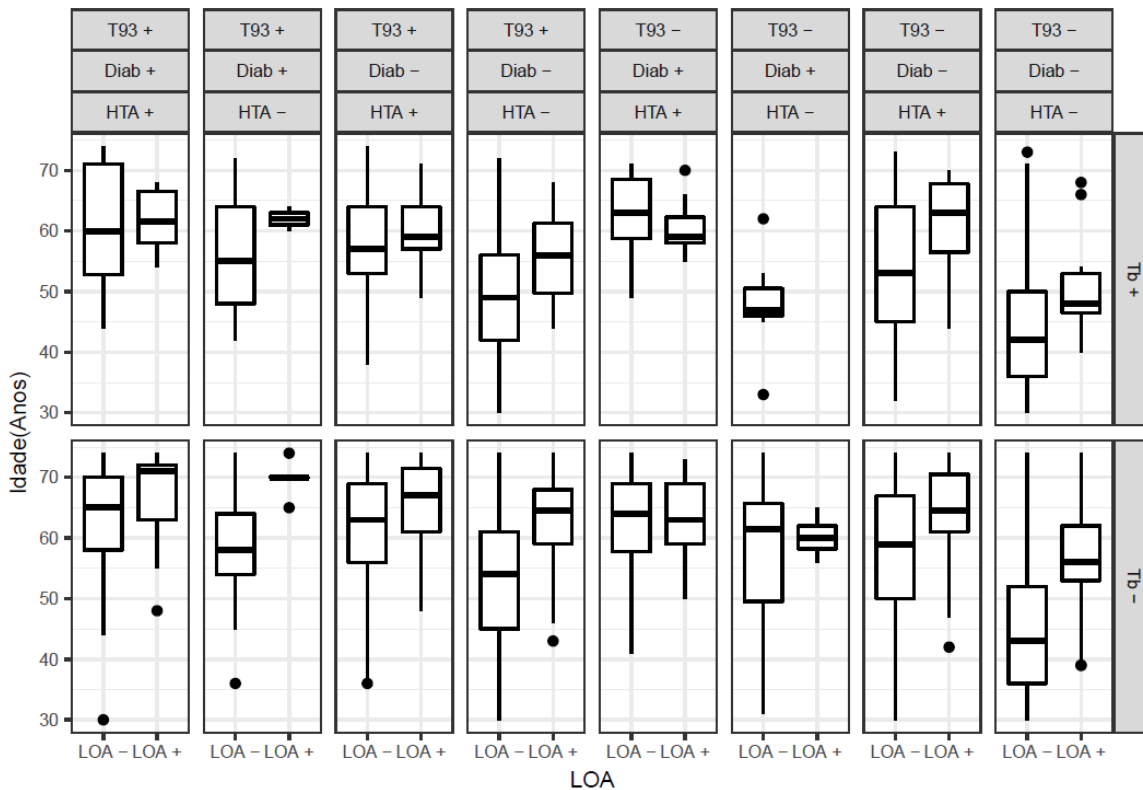 T93 + T93 + T93 + T93 + T93 − T93 − T93 − T93 −
Diab + Diab + Diab − Diab − Diab + Diab + Diab − Diab −
HTA + HTA − HTA + HTA − HTA + HTA − HTA + HTA −
70
60
50
40
30
Tb +
Idade(Anos)
70
60
50
40
30
Tb −
LOA − LOA + LOA − LOA + LOA − LOA + LOA − LOA + LOA − LOA + LOA − LOA + LOA − LOA + LOA − LOA +
LOA